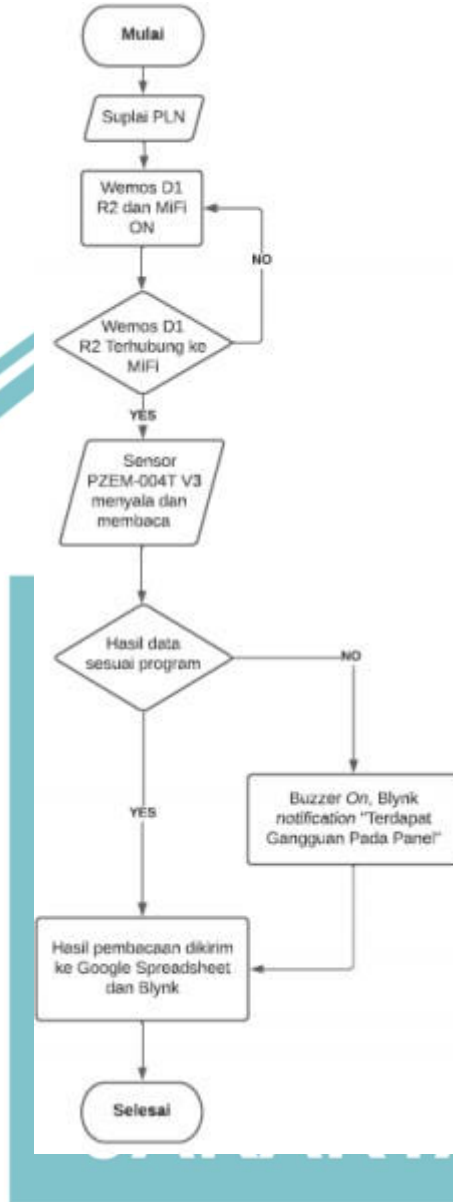 Mulai
Suplai PLN
Wemos D1
R2 dan MiFi
ON
NO
Wemos D1
R2 Terhubung ke
MiFi
YES
Sensor
PZEM-004T V3
menyala dan
membaca
Hasil data
sesuai program
NO
YES
Buzzer On, Blynk
notification "Terdapat
Gangguan Pada Panel"
Hasil pembacaan dikirim
ke Google Spreadsheet
dan Blynk
Selesai